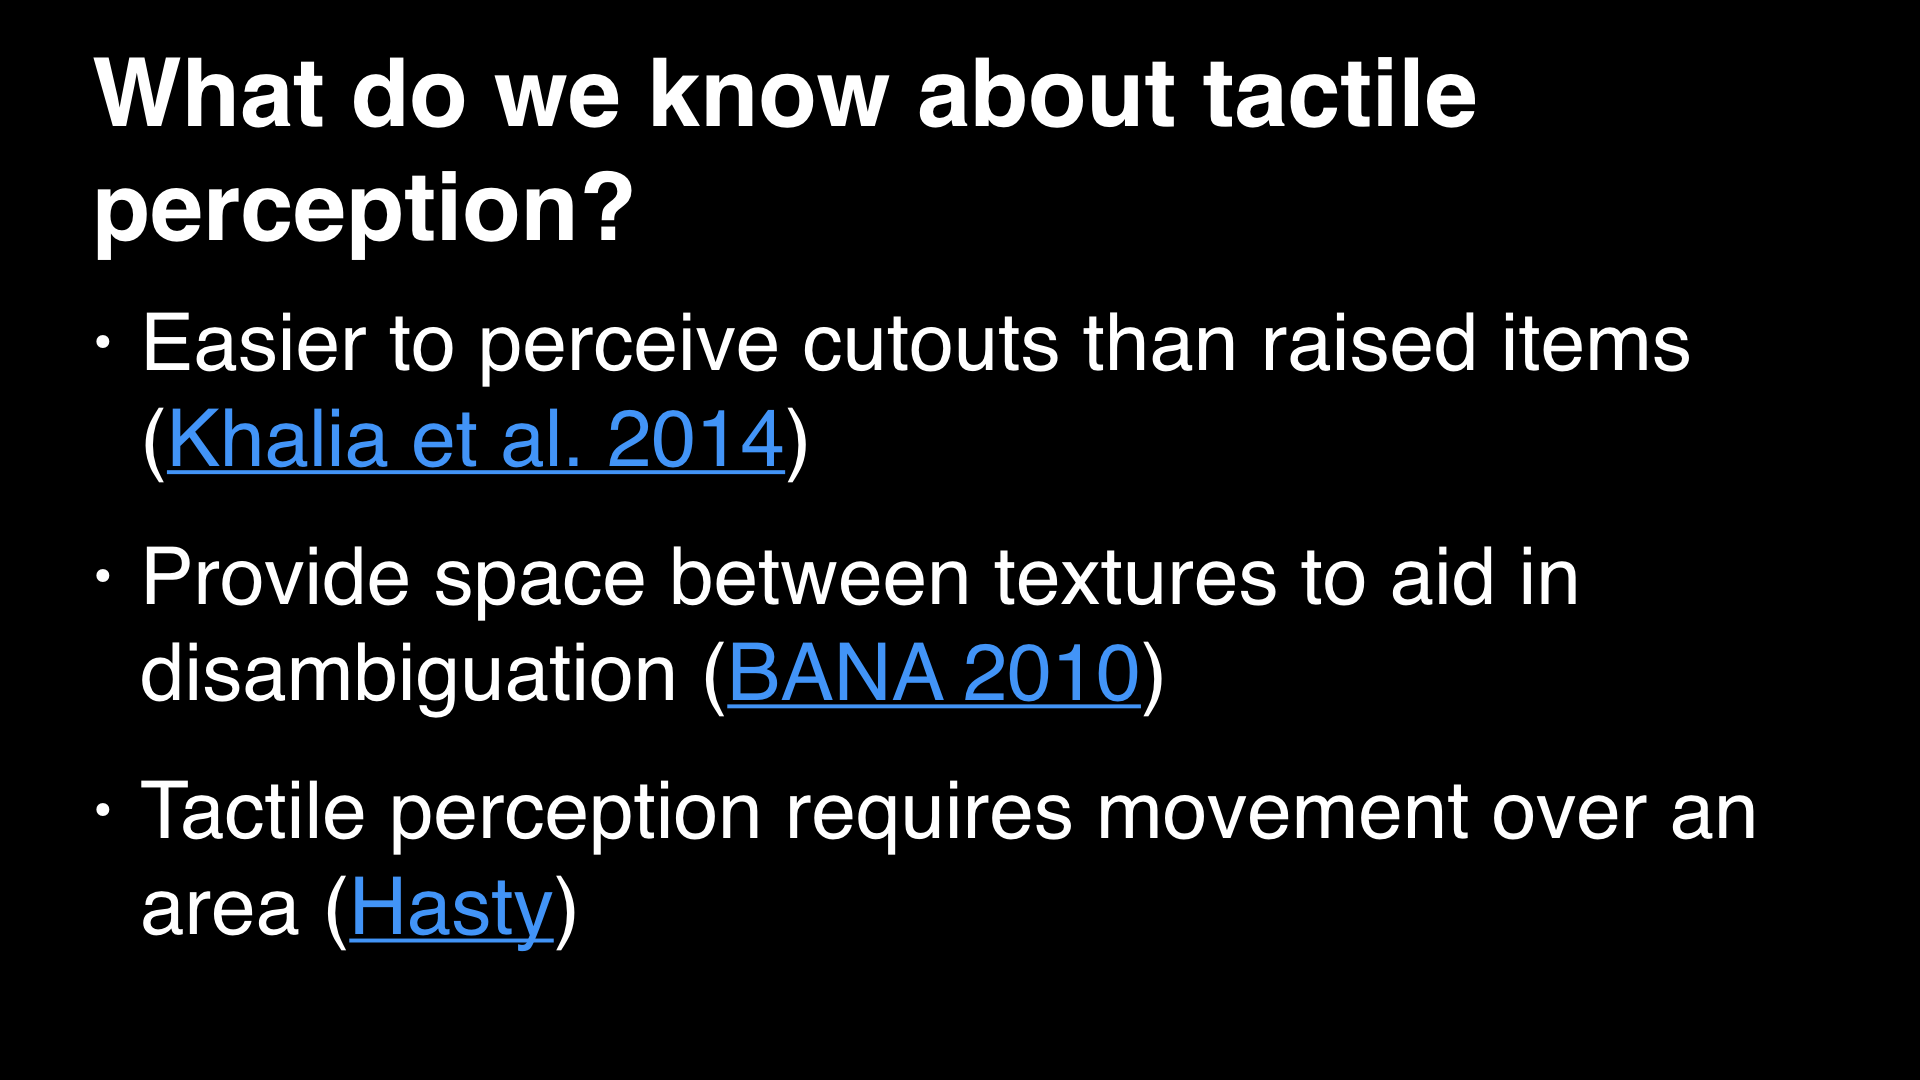 What do we know about tactile
perception?
• Easier to perceive cutouts than raised items
(Khalia et al. 2014)
• Provide space between textures to aid in
disambiguation (BANA 2010)
• Tactile perception requires movement over an
area (Hasty)